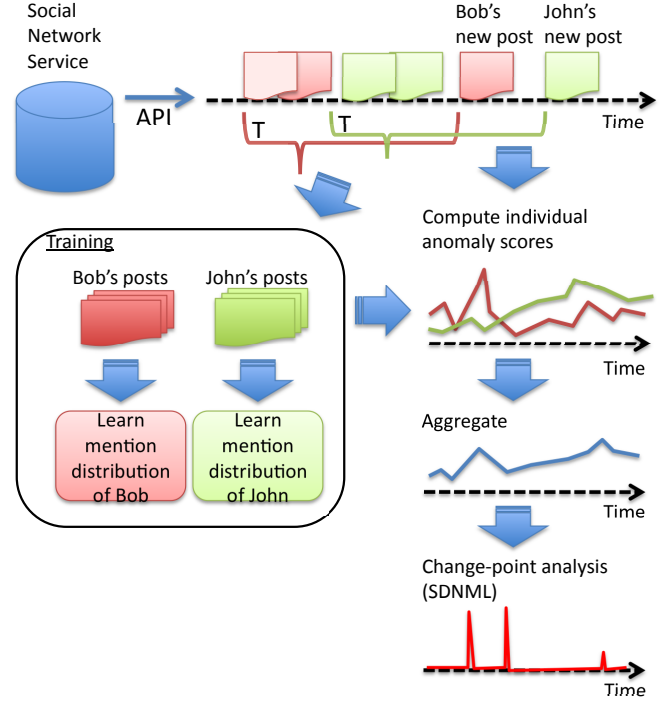 Social
Network
Service
API
Bob's
new post
John's
new post
T
T
Time
Training
Bob's posts
John's posts
Learn
mention
distribution
of Bob
Learn
mention
distribution
of John
Compute individual
anomaly scores
Time
Aggregate
Time
Change-point analysis
(SDNML)
Time